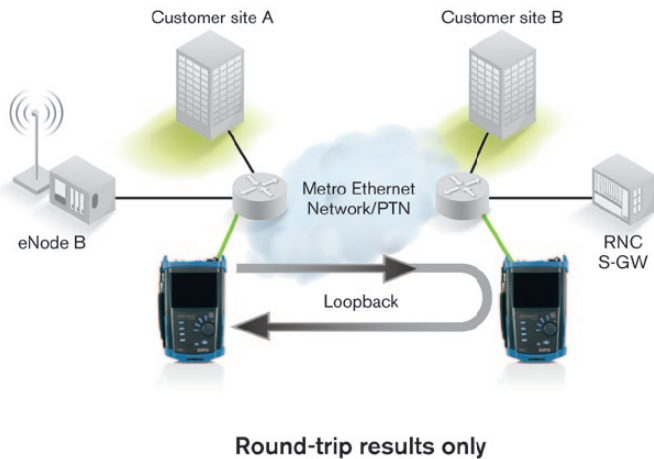 Customer site A
Customer site B
Metro Ethernet
Network/PTN
eNode B
RNC
S-GW
Loopback
Round-trip results only